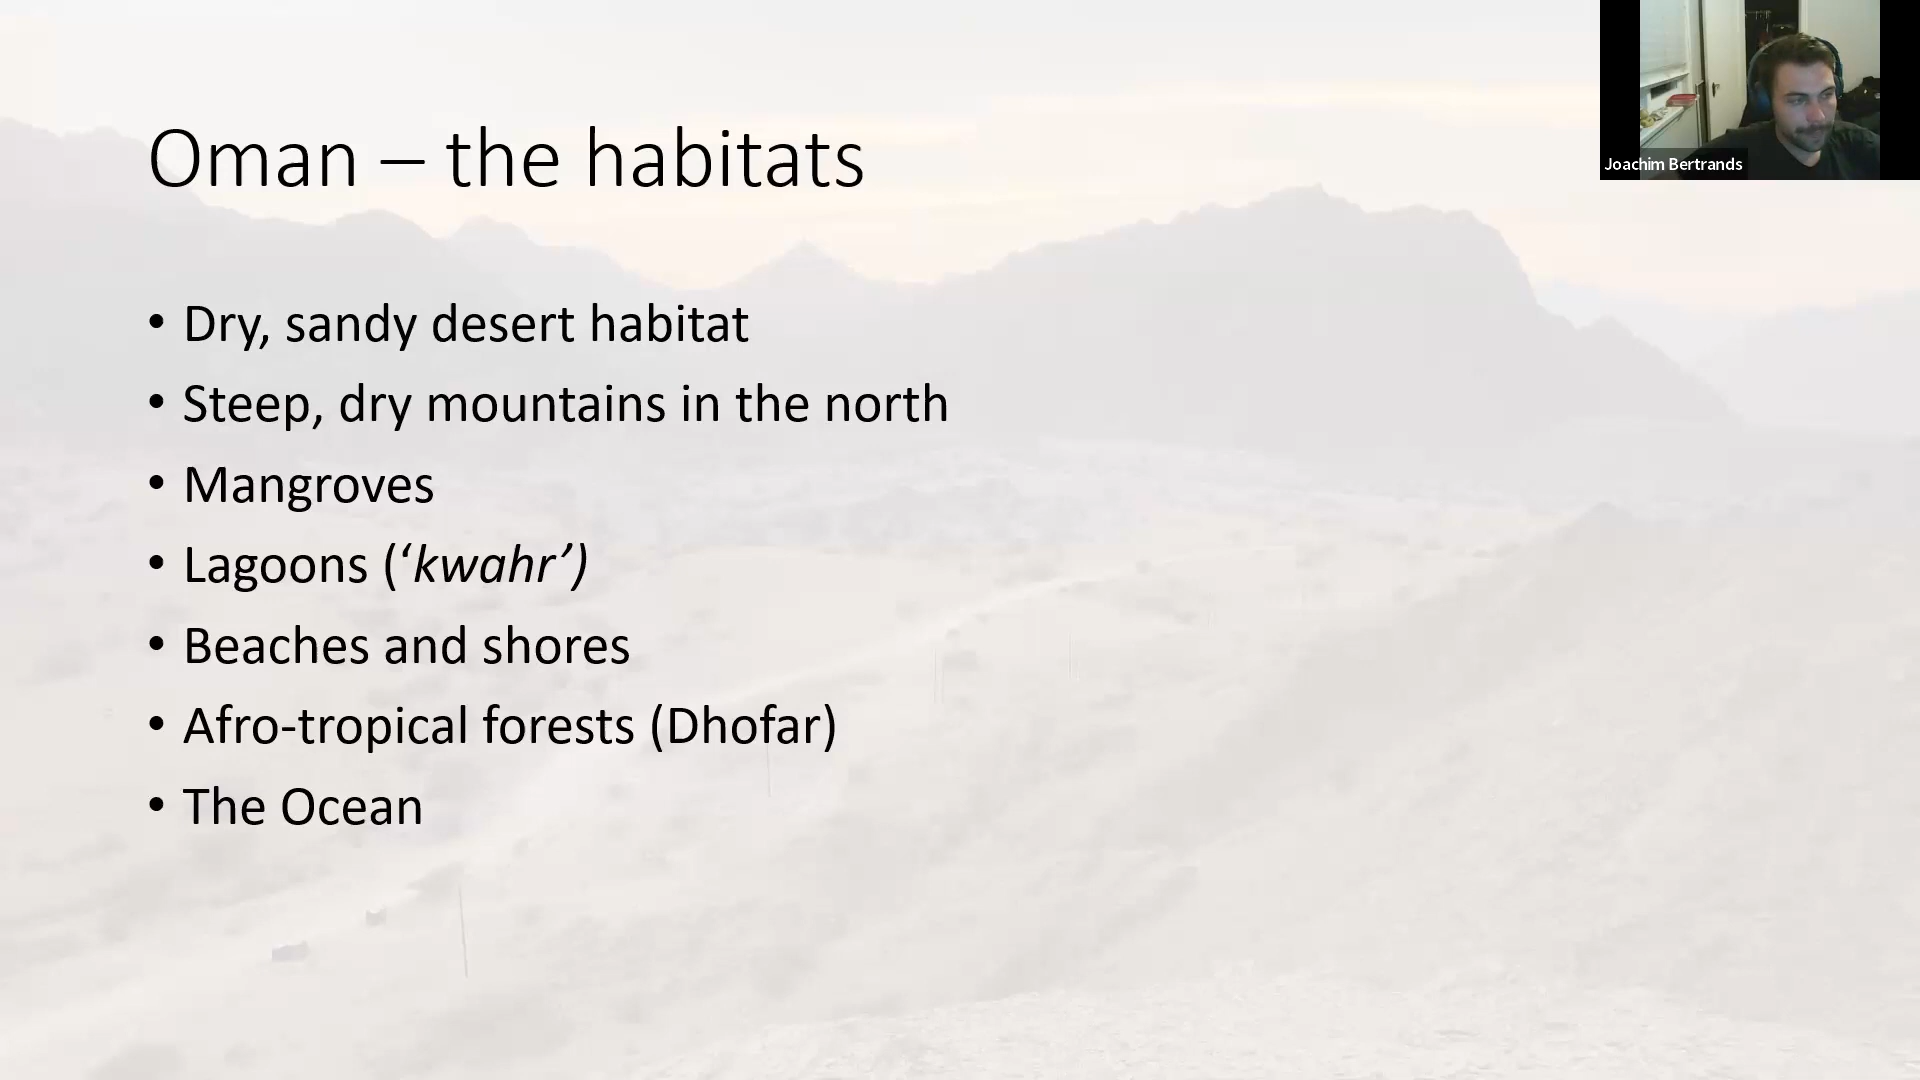 Oman – the habitats
Joachim Bertrands
• Dry, sandy desert habitat
• Steep, dry mountains in the north
• Mangroves
• Lagoons (‘kwahr’)
• Beaches and shores
• Afro-tropical forests (Dhofar)
• The Ocean